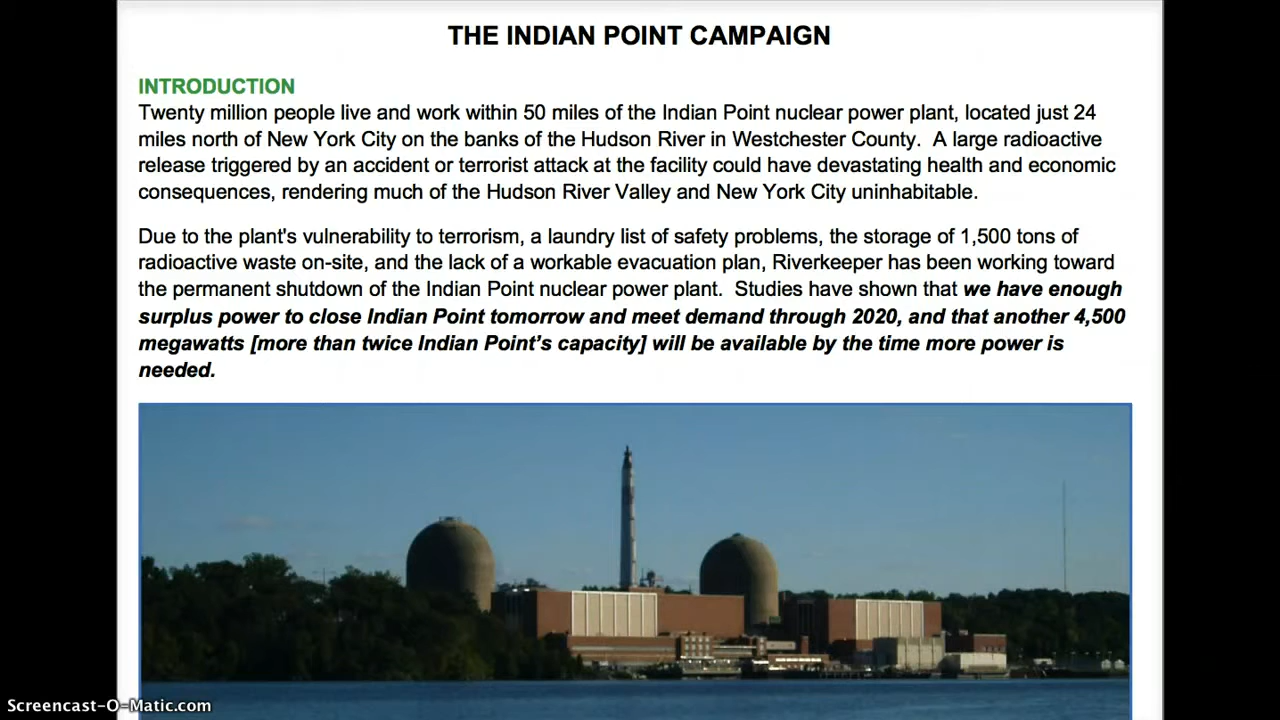 THE INDIAN POINT CAMPAIGN
INTRODUCTION
Twenty million people live and work within 50 miles of the Indian Point nuclear power plant, located just 24
miles north of New York City on the banks of the Hudson River in Westchester County.  A large radioactive
release triggered by an accident or terrorist attack at the facility could have devastating health and economic
consequences, rendering much of the Hudson River Valley and New York City uninhabitable.
Due to the plant's vulnerability to terrorism, a laundry list of safety problems, the storage of 1,500 tons of
radioactive waste on-site, and the lack of a workable evacuation plan, Riverkeeper has been working toward
the permanent shutdown of the Indian Point nuclear power plant.  Studies have shown that we have enough
surplus power to close Indian Point tomorrow and meet demand through 2020, and that another 4,500
megawatts [more than twice Indian Point's capacity] will be available by the time more power is
needed.
Screencast-O-Matic.com